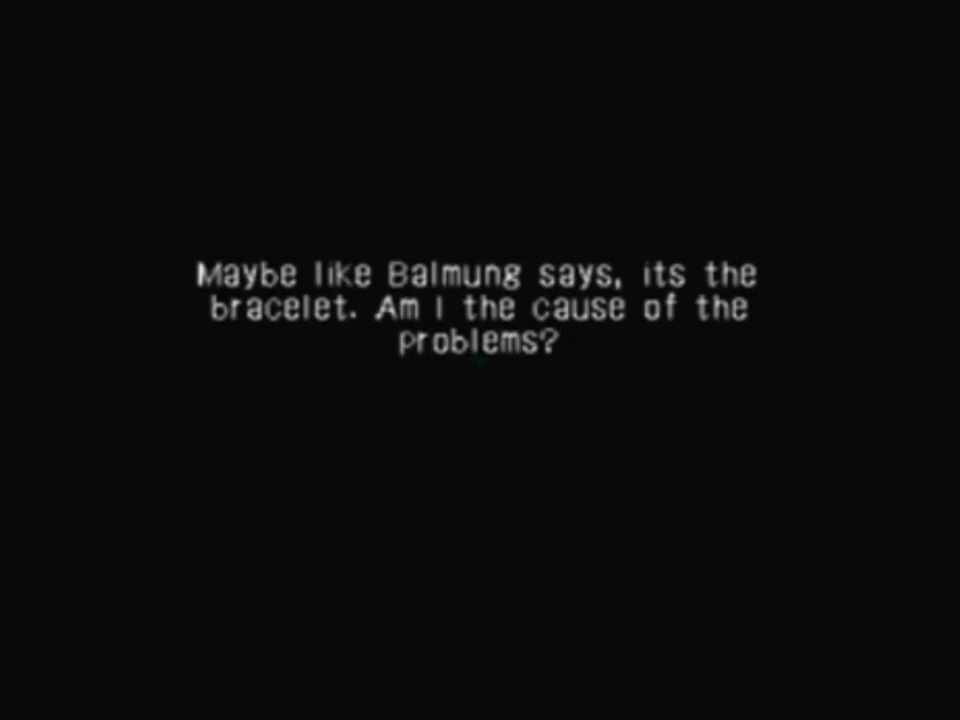 Maybe like Balmung says, its the
bracelet. Am I the cause of the
problems?